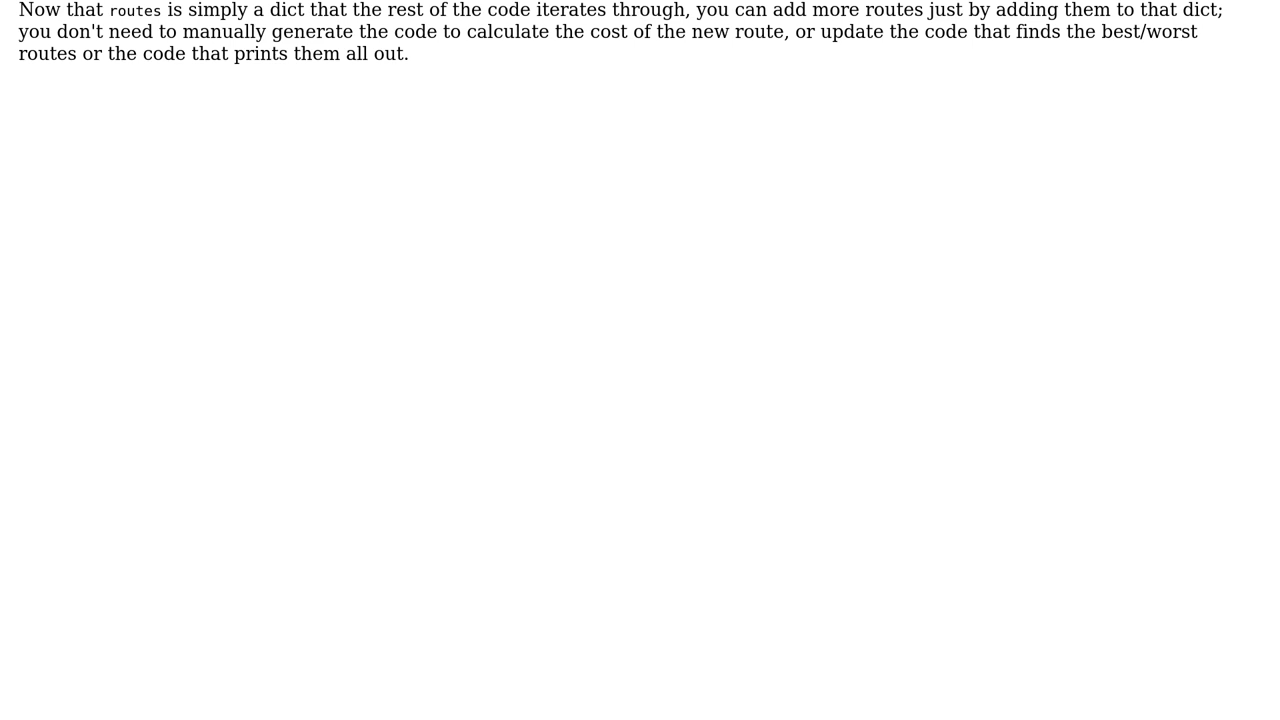 Now that routes is simply a dict that the rest of the code iterates through, you can add more routes just by adding them to that dict;
you don't need to manually generate the code to calculate the cost of the new route, or update the code that finds the best/worst
routes or the code that prints them all out.